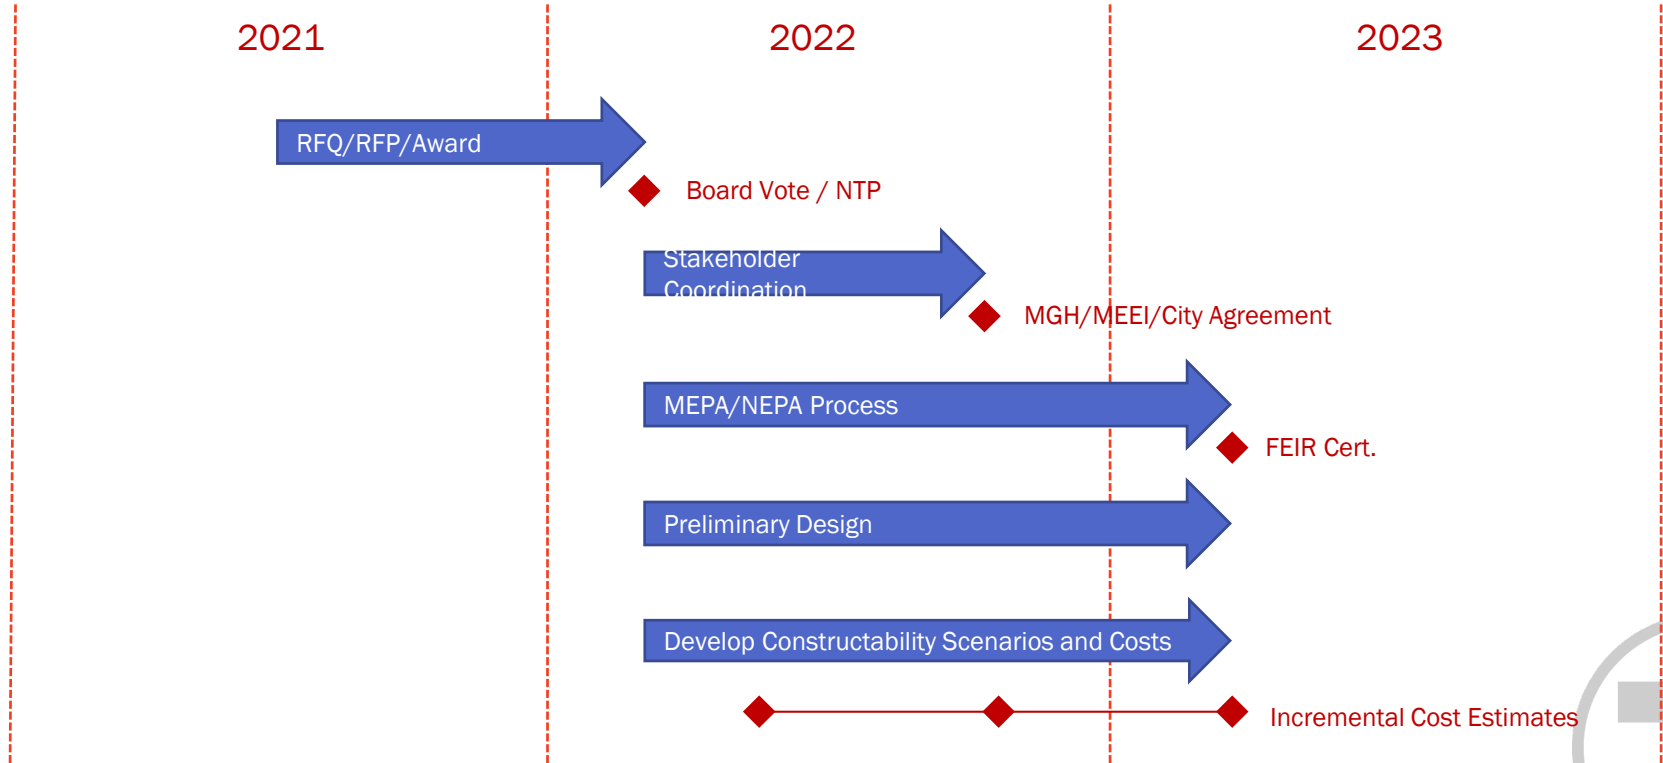 2021
2022
2023
RFQ/RFP/Award
Board Vote / NTP
Stakeholder
Coordination
MGH/MEEI/City Agreement
MEPA/NEPA Process
FEIR Cert.
Preliminary Design
Develop Constructability Scenarios and Costs
Incremental Cost Estimates